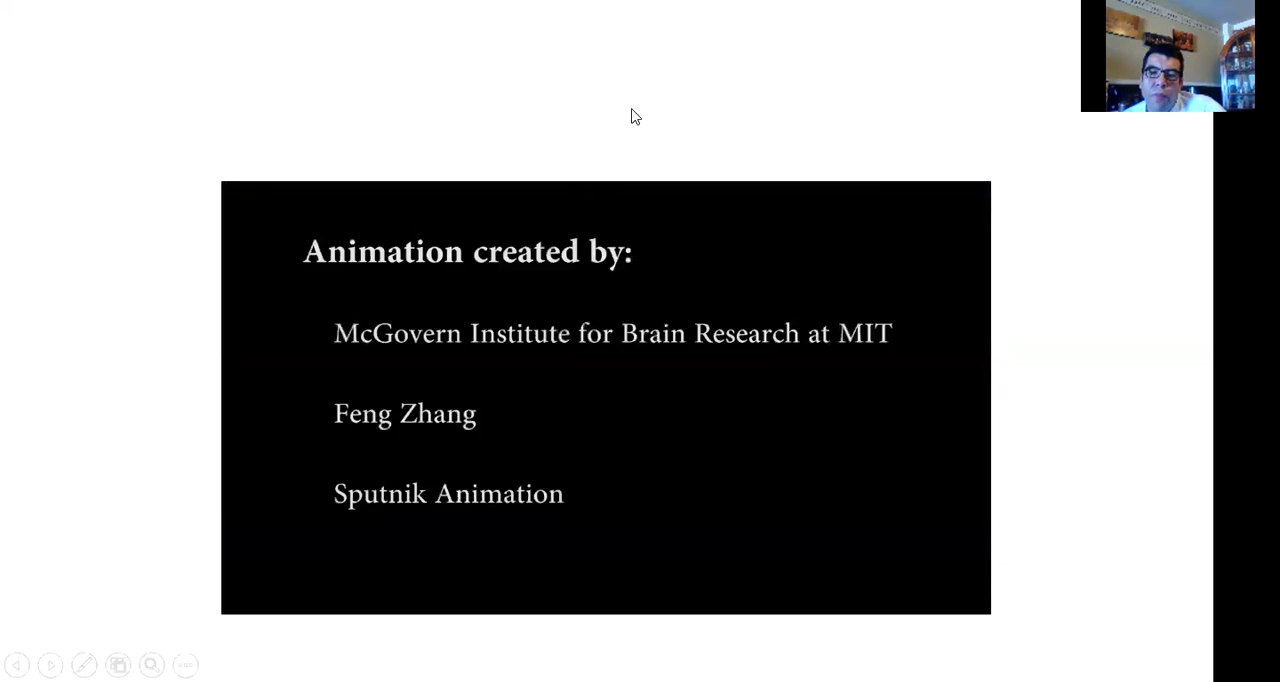 Animation created by:
McGovern Institute for Brain Research at MIT
Feng Zhang
Sputnik Animation